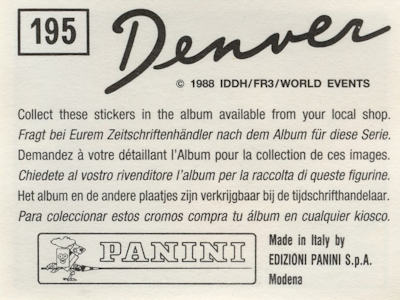 195
Denver
© 1988 IDDH/FR3/WORLD EVENTS
Collect these stickers in the album available from your local shop.
Fragt bei Eurem Zeitschriftenhändler nach dem Album für diese Serie.
Demandez à votre détaillant l'Album pour la collection de ces images.
Chiedete al vostro rivenditore l'album per la raccolta di queste figurine.
Het album en de andere plaatjes zijn verkrijgbaar bij de tijdschrifthandelaar.
Para coleccionar estos cromos compra tu álbum en cualquier kiosco.
PANINI
Made in Italy by
EDIZIONI PANINI S.p.A.
Modena